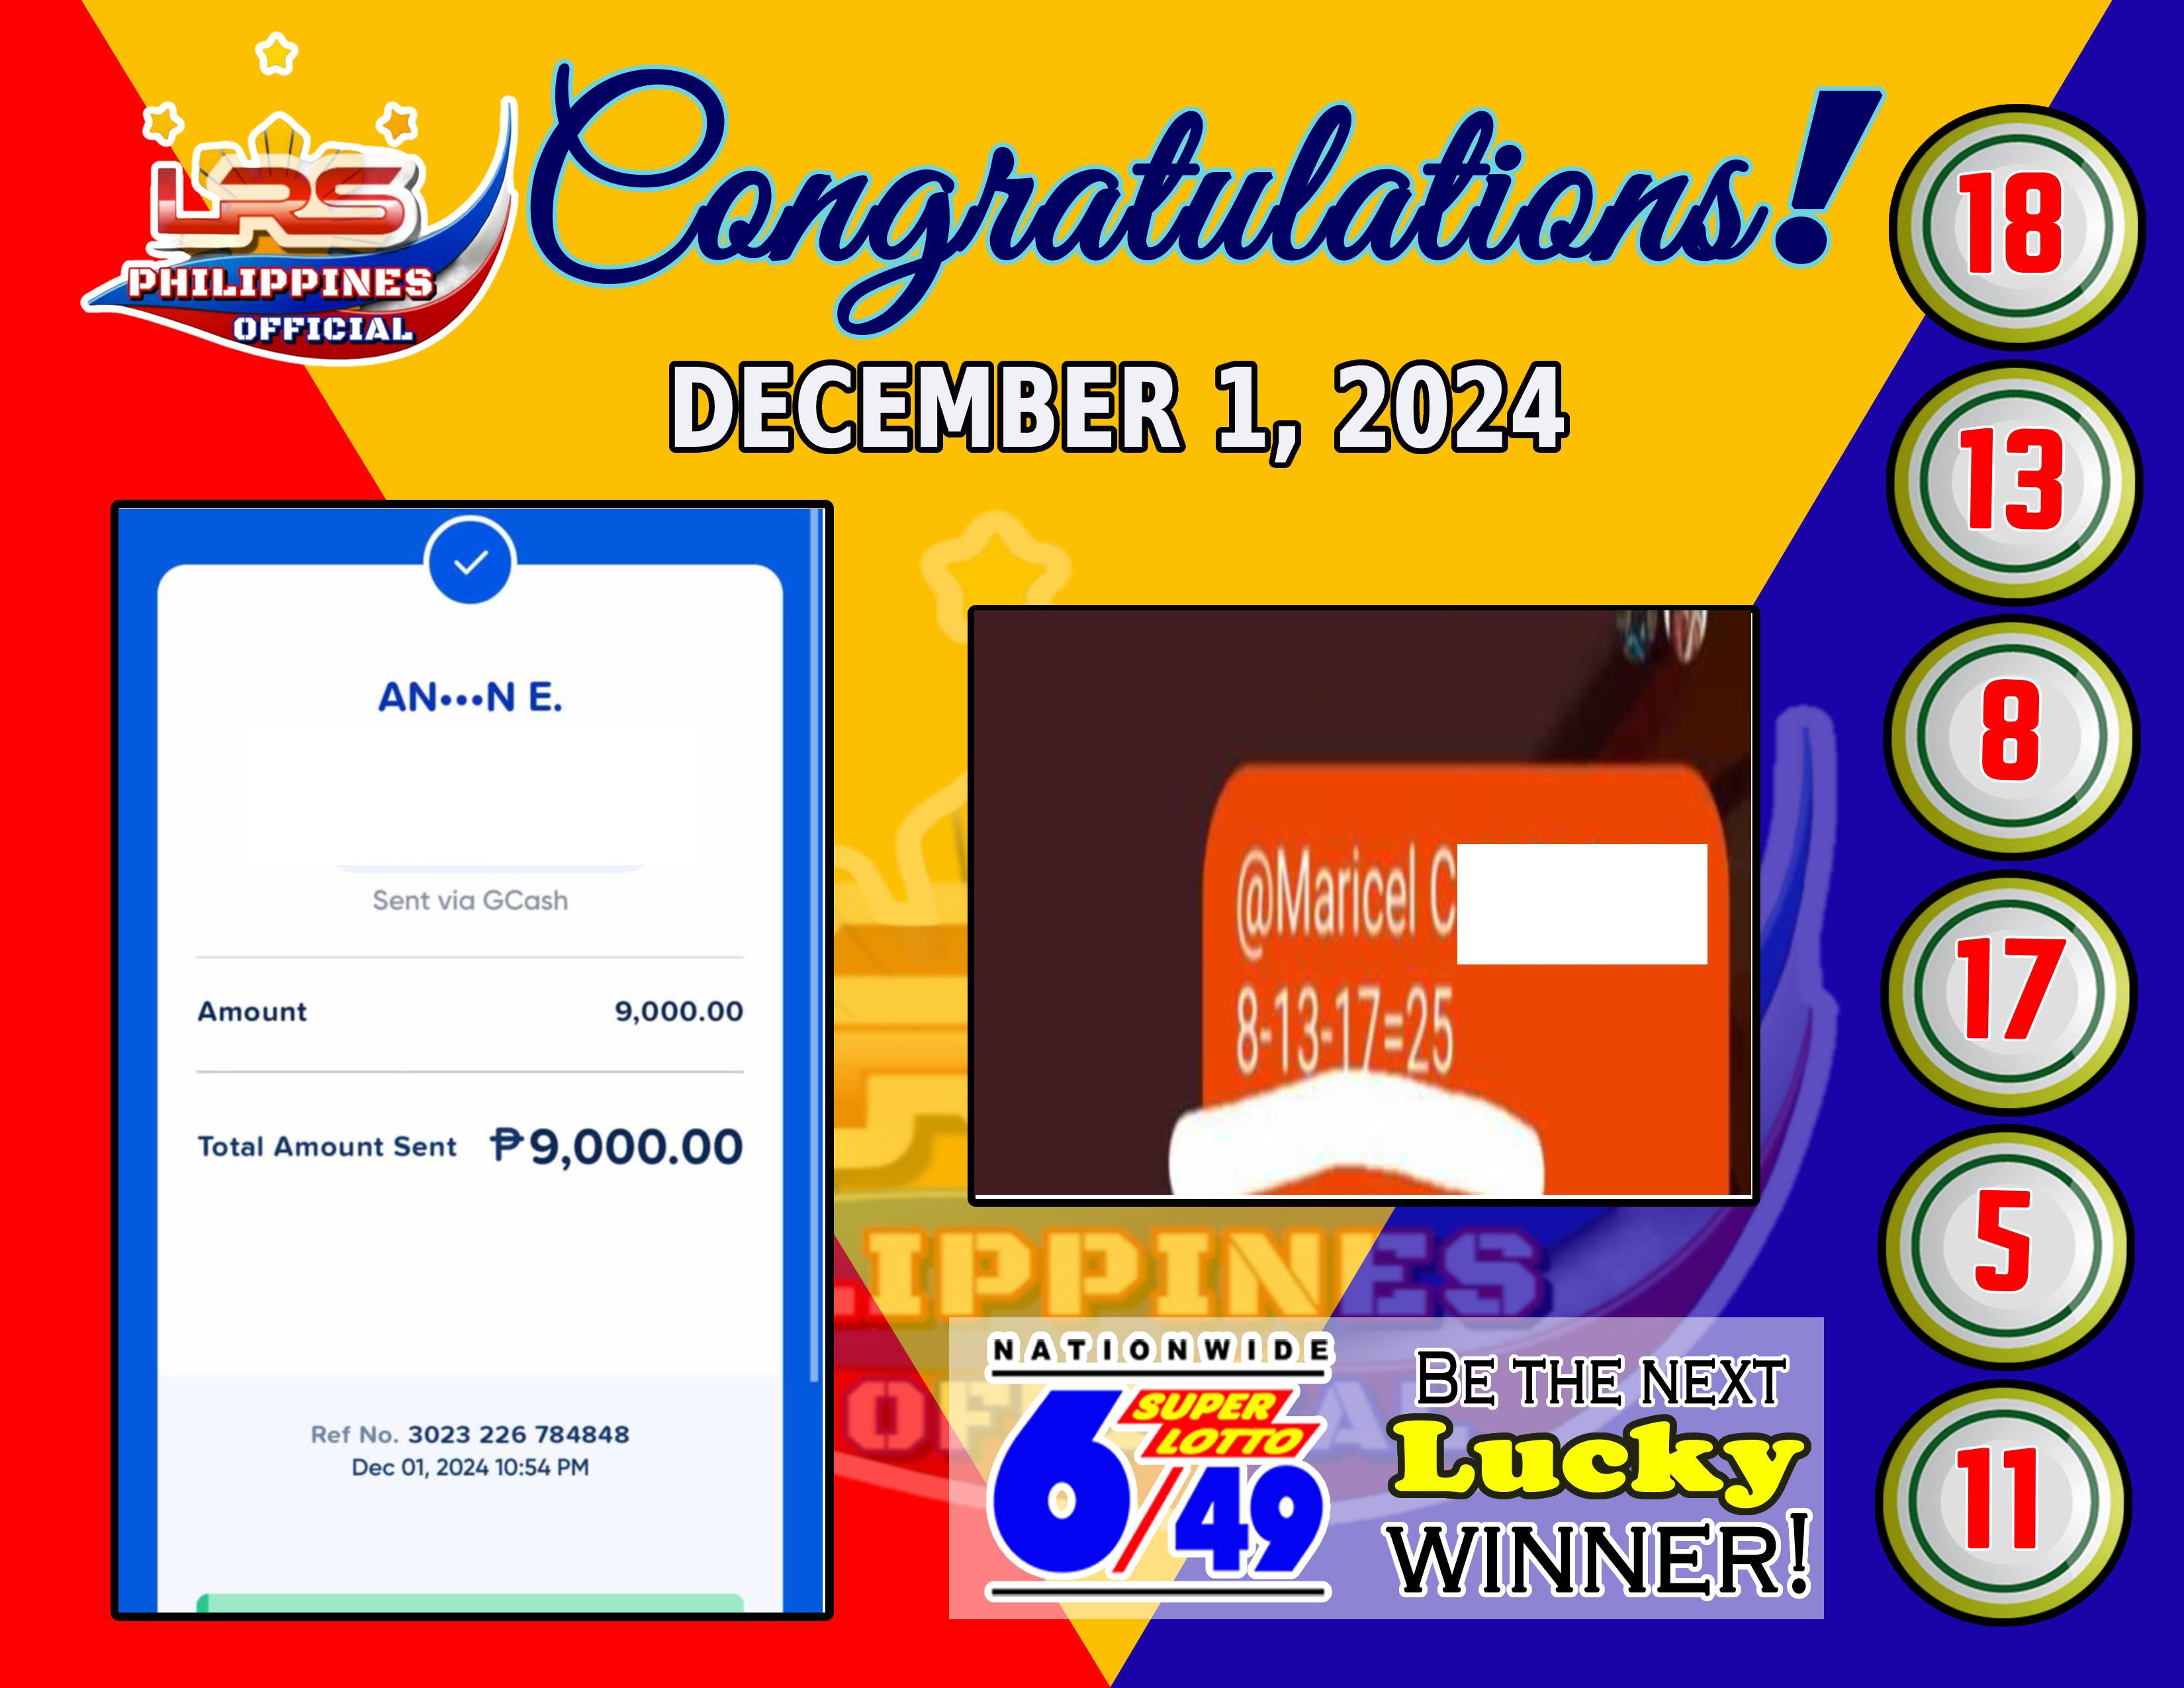 LRS
PHILIPPINES
OFFICIAL
Congratulations!
DECEMBER 1, 2024
AN•••N E.
Sent via GCash
Amount 9,000.00
Total Amount Sent ₱9,000.00
Ref No. 3023 226 784848
Dec 01, 2024 10:54 PM
@Maricel C
8-13-17=25
LIPPINES
OFFICIAL
NATIONWIDE
SUPER
LOTTO
6/49
BE THE NEXT
Lucky
WINNER!
18
13
8
17
5
11